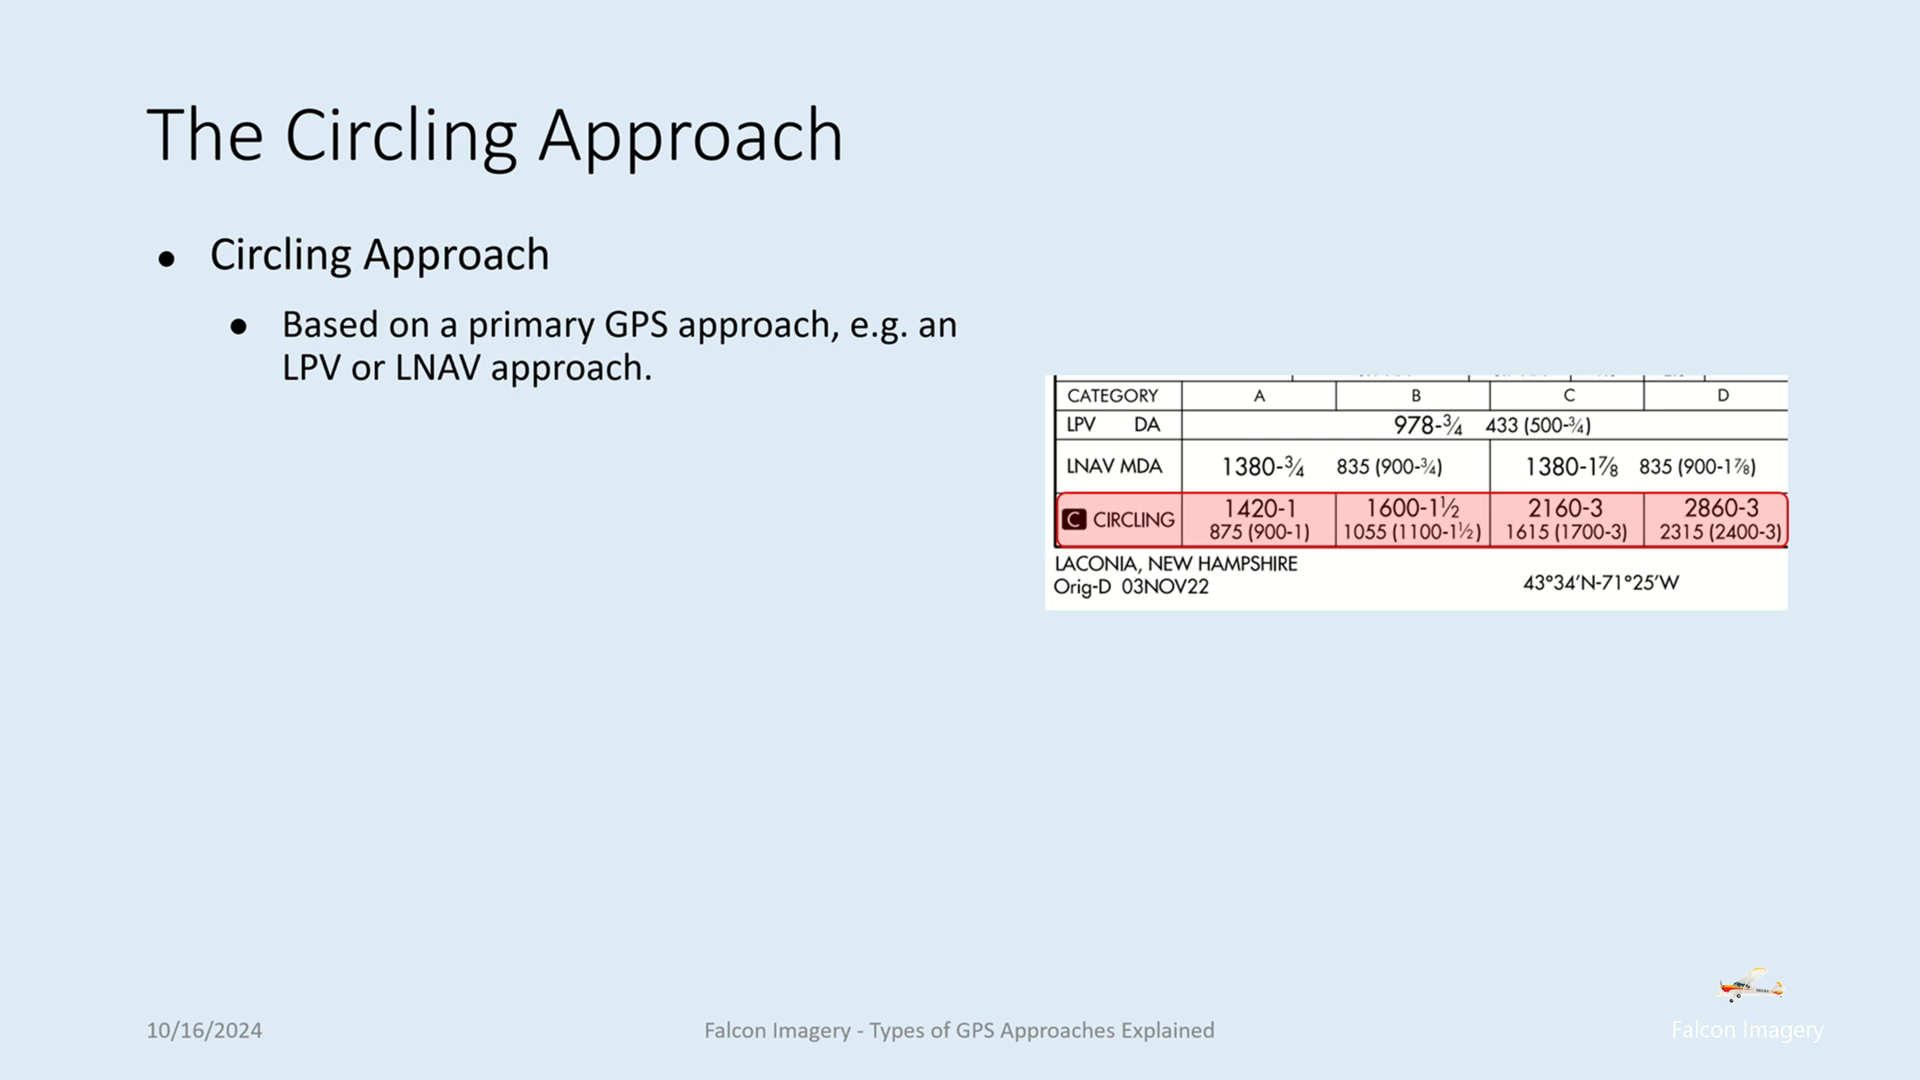 The Circling Approach
● Circling Approach
● Based on a primary GPS approach, e.g. an
LPV or LNAV approach.
CATEGORY A B C D
LPV DA 978-¾ 433 (500-¾)
LNAV MDA 1380-¾ 835 (900-¾) 1380-1⅞ 835 (900-1⅞)
C CIRCLING 1420-1 1600-1½ 2160-3 2860-3
875 (900-1) 1055 (1100-1½) 1615 (1700-3) 2315 (2400-3)
LACONIA, NEW HAMPSHIRE
Orig-D 03NOV22 43°34'N-71°25'W
10/16/2024 Falcon Imagery - Types of GPS Approaches Explained Falcon Imagery